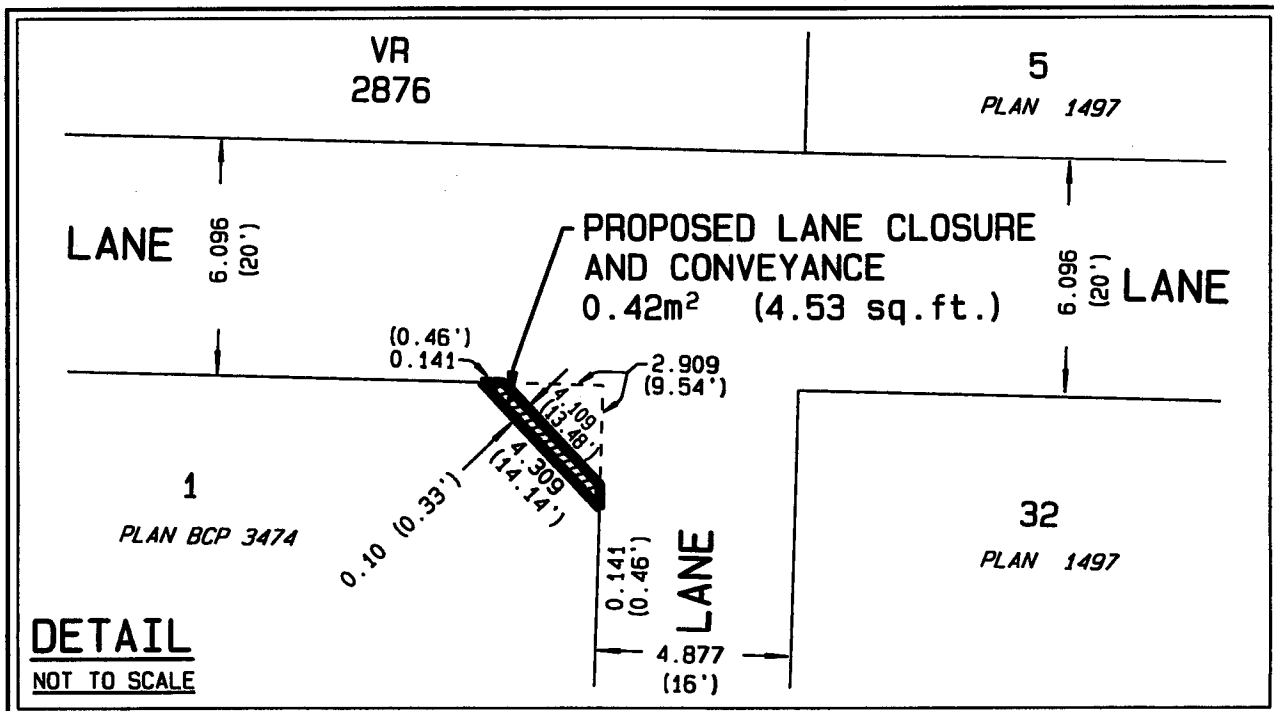 VR
2876
5
PLAN 1497
LANE
6.096
(20')
PROPOSED LANE CLOSURE
AND CONVEYANCE
0.42m² (4.53 sq.ft.)
6.096
(20')
LANE
(0.46')
0.141
2.909
(9.54')
4.109
(13.48')
4.309
(14.14')
0.10 (0.33')
1
PLAN BCP 3474
0.141
(0.46')
LANE
32
PLAN 1497
4.877
(16')
DETAIL
NOT TO SCALE